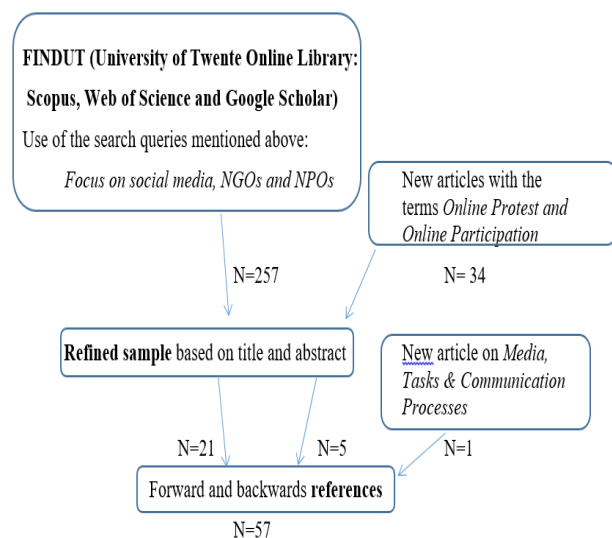 FINDUT (University of Twente Online Library:
Scopus, Web of Science and Google Scholar)
Use of the search queries mentioned above:
Focus on social media, NGOs and NPOs
New articles with the
terms Online Protest and
Online Participation
N=257
N= 34
Refined sample based on title and abstract
New article on Media,
Tasks & Communication
Processes
N=21
N=5
N=1
Forward and backwards references
N=57